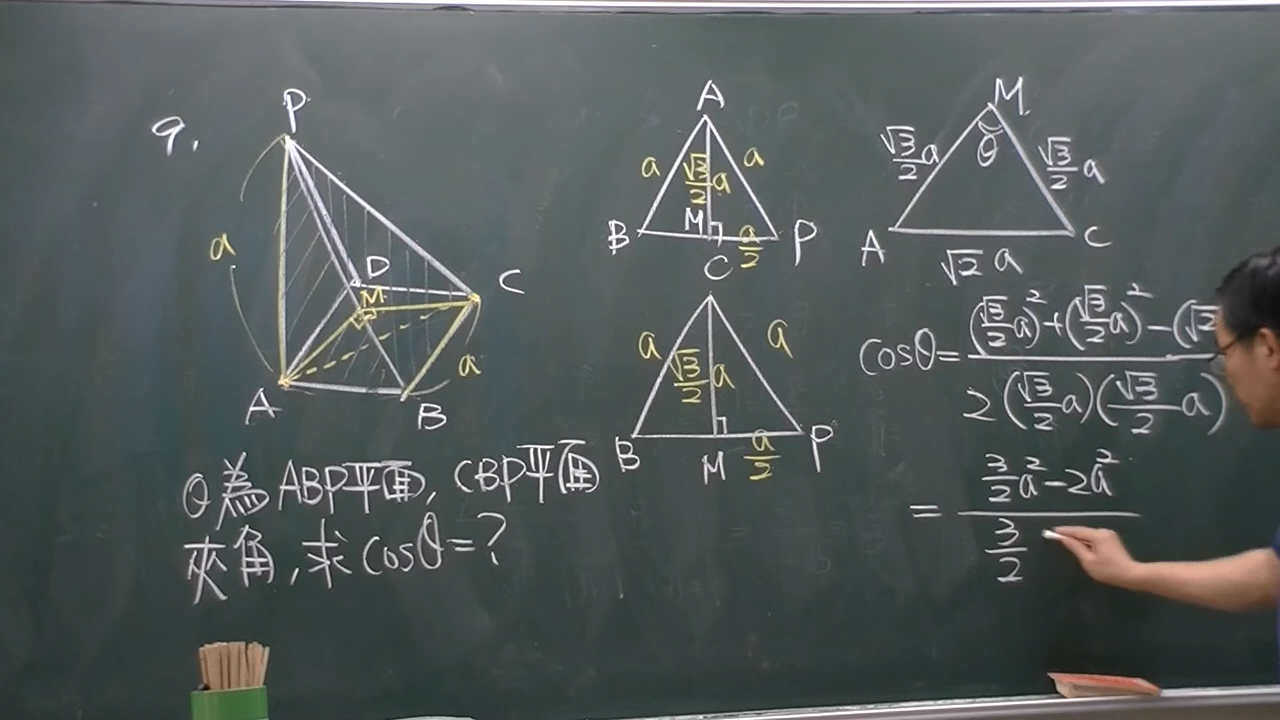 9.
P
a
D
M
C
A
B
a
θ為ABP平面, CBP平面
夾角, 求cosθ=?
A
a
a
√3/2 a
M
B
a/2
P
C
a
a
√3/2 a
B
M
a/2
P
M
θ
√3/2 a
√3/2 a
A
C
√2 a
cosθ= ((√3/2 a)²+(√3/2 a)²-(√2 / 2(√3/2 a)(√3/2 a)
= (3/2 a²-2a²) / 3/2